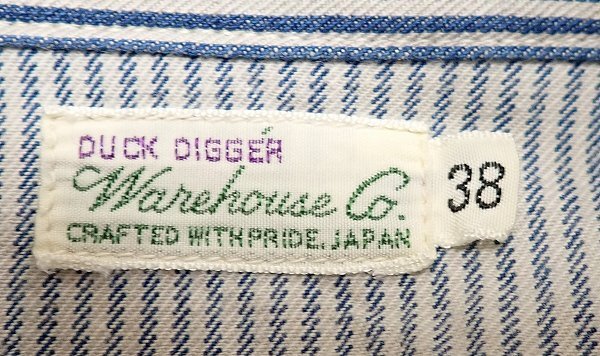 DUCK DIGGER
Warehouse Co.
CRAFTED WITH PRIDE, JAPAN
38